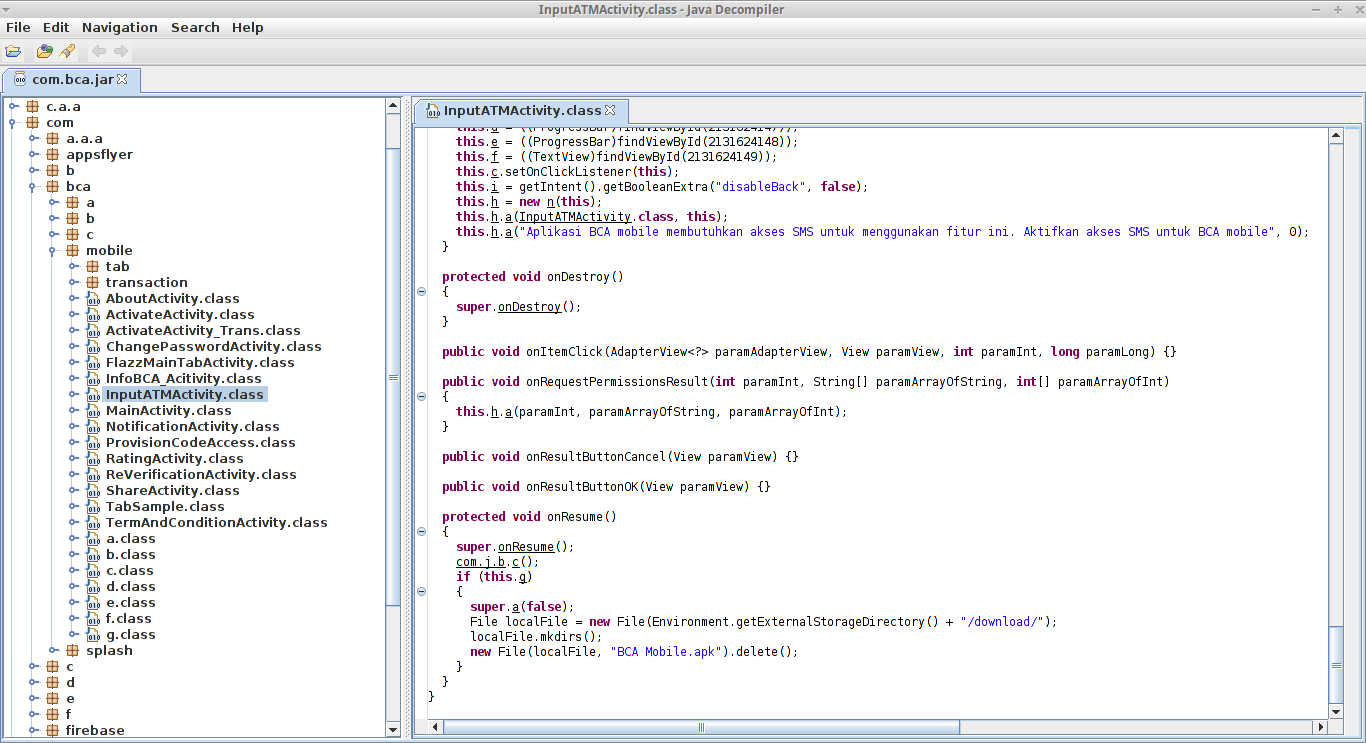 InputATMActivity.class - Java Decompiler
File Edit Navigation Search Help
com.bca.jar
c.a.a
com
a.a.a
appsflyer
b
bca
a
b
c
mobile
tab
transaction
AboutActivity.class
ActivateActivity.class
ActivateActivity_Trans.class
ChangePasswordActivity.class
FlazzMainTabActivity.class
InfoBCA_Acitivity.class
InputATMActivity.class
MainActivity.class
NotificationActivity.class
ProvisionCodeAccess.class
RatingActivity.class
ReVerificationActivity.class
ShareActivity.class
TabSample.class
TermAndConditionActivity.class
a.class
b.class
c.class
d.class
e.class
f.class
g.class
splash
c
d
e
f
firebase
InputATMActivity.class
this.d = ((ProgressBar)findViewById(2131624147));
this.e = ((ProgressBar)findViewById(2131624148));
this.f = ((TextView)findViewById(2131624149));
this.c.setOnClickListener(this);
this.i = getIntent().getBooleanExtra("disableBack", false);
this.h = new n(this);
this.h.a(InputATMActivity.class, this);
this.h.a("Aplikasi BCA mobile membutuhkan akses SMS untuk menggunakan fitur ini. Aktifkan akses SMS untuk BCA mobile", 0);
}
protected void onDestroy()
{
super.onDestroy();
}
public void onItemClick(AdapterView<?> paramAdapterView, View paramView, int paramInt, long paramLong) {}
public void onRequestPermissionsResult(int paramInt, String[] paramArrayOfString, int[] paramArrayOfInt)
{
this.h.a(paramInt, paramArrayOfString, paramArrayOfInt);
}
public void onResultButtonCancel(View paramView) {}
public void onResultButtonOK(View paramView) {}
protected void onResume()
{
super.onResume();
com.j.b.c();
if (this.g)
{
super.a(false);
File localFile = new File(Environment.getExternalStorageDirectory() + "/download/");
localFile.mkdirs();
new File(localFile, "BCA Mobile.apk").delete();
}
}
}